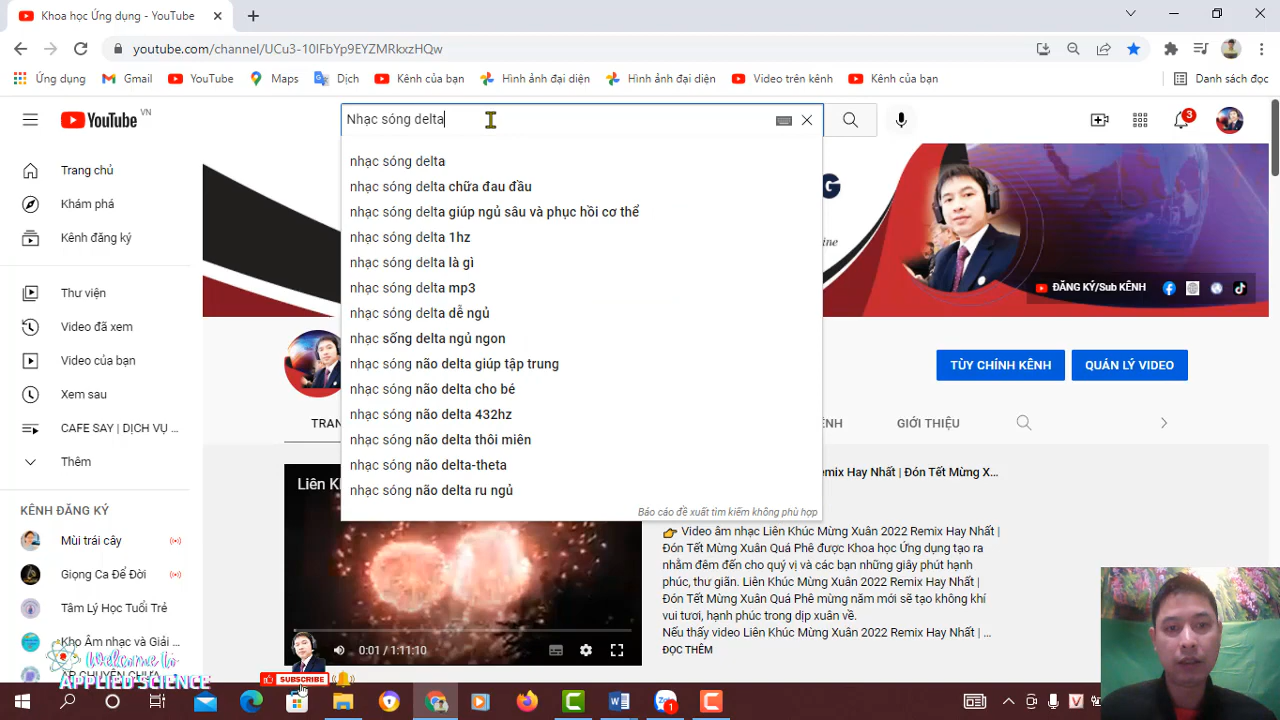 Khoa học Ứng dụng - YouTube
youtube.com/channel/UCu3-10lFbYp9EYZMRkxzHQw
Ứng dụng
Gmail
YouTube
Maps
Dịch
Kênh của bạn
Hình ảnh đại diện
Hình ảnh đại diện
Video trên kênh
Kênh của bạn
Danh sách đọc
YouTube VN
Nhạc sóng delta
3
nhạc sóng delta
nhạc sóng delta chữa đau đầu
nhạc sóng delta giúp ngủ sâu và phục hồi cơ thể
nhạc sóng delta 1hz
nhạc sóng delta là gì
nhạc sóng delta mp3
nhạc sóng delta dễ ngủ
nhạc sống delta ngủ ngon
nhạc sóng não delta giúp tập trung
nhạc sóng não delta cho bé
nhạc sóng não delta 432hz
nhạc sóng não delta thôi miên
nhạc sóng não delta-theta
nhạc sóng não delta ru ngủ
Báo cáo đề xuất tìm kiếm không phù hợp
Trang chủ
Khám phá
Kênh đăng ký
Thư viện
Video đã xem
Video của bạn
Xem sau
CAFE SAY | DỊCH VỤ ...
Thêm
KÊNH ĐĂNG KÝ
Mùi trái cây
Giọng Ca Để Đời
Tâm Lý Học Tuổi Trẻ
Kho Âm nhạc và Giải ...
G
ine
ĐĂNG KÝ/Sub KÊNH
TÙY CHỈNH KÊNH
QUẢN LÝ VIDEO
TRAN
ÊNH
GIỚI THIỆU
Liên K
0:01 / 1:11:10
emix Hay Nhất | Đón Tết Mừng X...
👉 Video âm nhạc Liên Khúc Mừng Xuân 2022 Remix Hay Nhất |
Đón Tết Mừng Xuân Quá Phê được Khoa học Ứng dụng tạo ra
nhằm đêm đến cho quý vị và các bạn những giây phút hạnh
phúc, thư giãn. Liên Khúc Mừng Xuân 2022 Remix Hay Nhất |
Đón Tết Mừng Xuân Quá Phê mừng năm mới sẽ tạo không khí
vui tươi, hạnh phúc trong dịp xuân về.
Nếu thấy video Liên Khúc Mừng Xuân 2022 Remix Hay Nhất | ...
ĐỌC THÊM
Welcome to
APPLIED SCIENCE
SUBSCRIBE
1
V